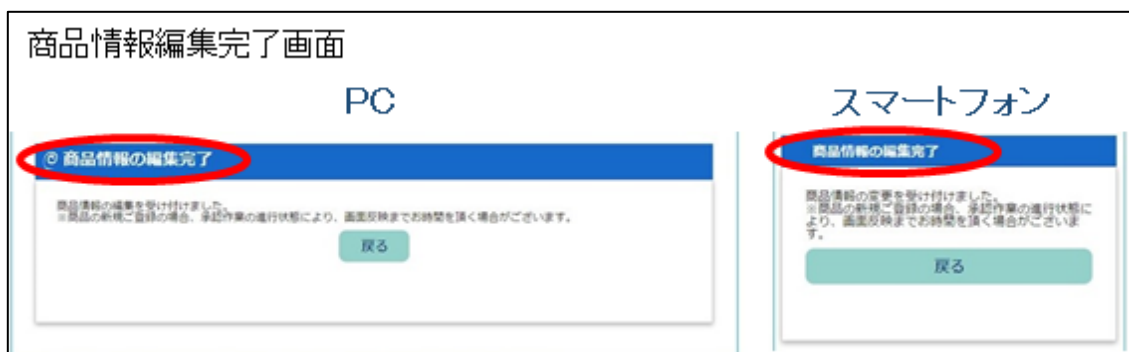 商品情報編集完了画面
PC
スマートフォン
商品情報の編集完了
商品情報の編集を受け付けました。
※商品の新規ご登録の場合、承認作業の進行状態により、画面反映までお時間を頂く場合がございます。
戻る
商品情報の編集完了
商品情報の変更を受け付けました。
※商品の新規ご登録の場合、承認作業の進行状態に
より、画面反映までお時間を頂く場合がございま
す。
戻る